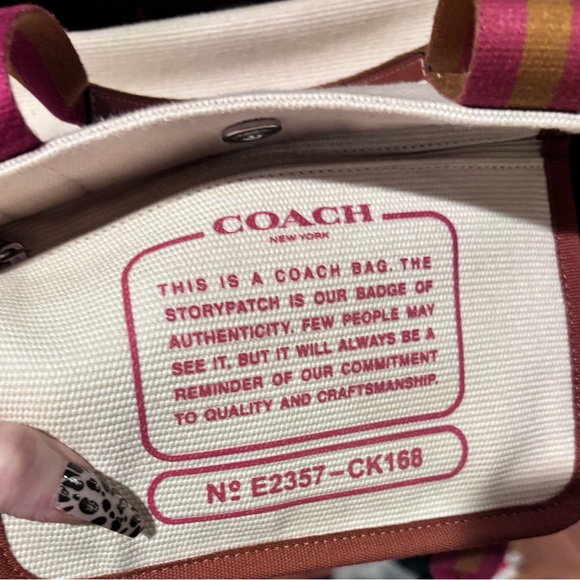 COACH
NEW YORK
THIS IS A COACH BAG. THE
STORYPATCH IS OUR BADGE OF
AUTHENTICITY. FEW PEOPLE MAY
SEE IT, BUT IT WILL ALWAYS BE A
REMINDER OF OUR COMMITMENT
TO QUALITY AND CRAFTSMANSHIP.
Nº E2357-CK168